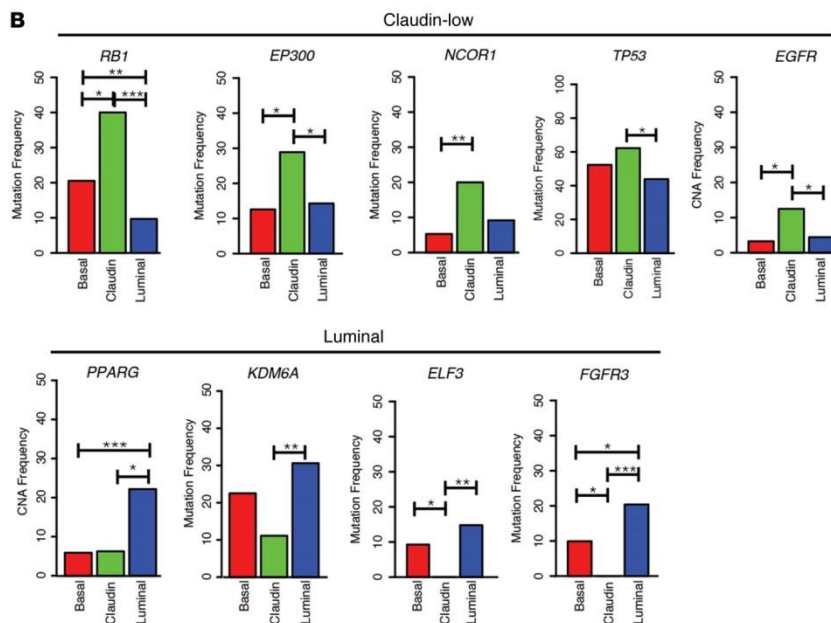 B
Claudin-low
RB1
EP300
NCOR1
TP53
EGFR
Mutation Frequency
0 10 20 30 40 50
** * ***
Basal Claudin Luminal
Mutation Frequency
0 10 20 30 40 50
* *
Basal Claudin Luminal
Mutation Frequency
0 10 20 30 40 50
**
Basal Claudin Luminal
Mutation Frequency
0 20 40 60 80 100
*
Basal Claudin Luminal
CNA Frequency
0 10 20 30 40 50
* *
Basal Claudin Luminal
Luminal
PPARG
KDM6A
ELF3
FGFR3
CNA Frequency
0 10 20 30 40 50
*** *
Basal Claudin Luminal
Mutation Frequency
0 10 20 30 40 50
**
Basal Claudin Luminal
Mutation Frequency
0 10 20 30 40 50
* **
Basal Claudin Luminal
Mutation Frequency
0 10 20 30 40 50
* *** *
Basal Claudin Luminal